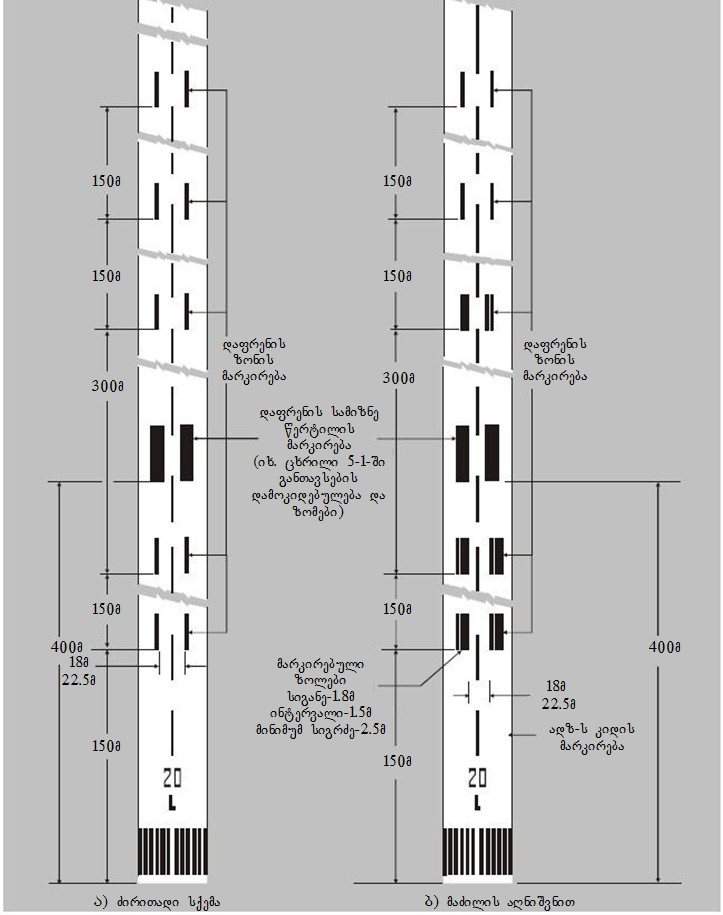 150მ
150მ
150მ
150მ
დაფრენის
ზონის
მარკირება
დაფრენის
ზონის
მარკირება
300მ
300მ
დაფრენის სამიზნე
წერტილის
მარკირება
(იხ. ცხრილი 5-1-ში
განთავსების
დამოკიდებულება და
ზომები)
150მ
150მ
400მ
400მ
18მ
22.5მ
მარკირებული
ზოლები
სიგანე-1.8მ
ინტერვალი-1.5მ
მინიმუმ სიგრძე-2.5მ
18მ
22.5მ
ადზ-ს კიდის
მარკირება
150მ
150მ
20
L
20
L
ა) ძირითადი სქემა
ბ) მაძილის აღნიშვნით